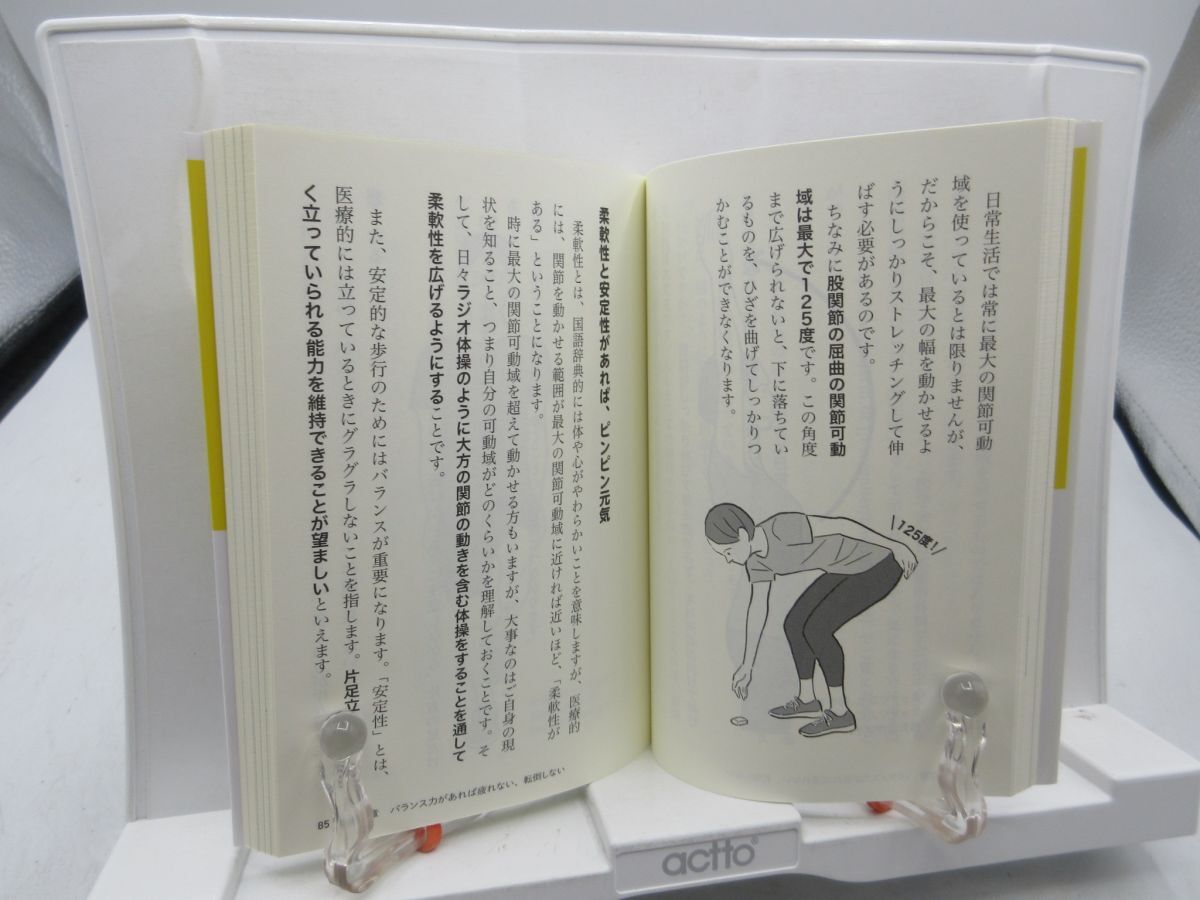 日常生活では常に最大の関節可動
域を使っているとは限りませんが、
だからこそ、最大の幅を動かせるよ
うにしっかりストレッチングして伸
ばす必要があるのです。
ちなみに股関節の屈曲の関節可動
域は最大で125度です。この角度
まで広げられないと、下に落ちてい
るものを、ひざを曲げてしっかりつ
かむことができなくなります。
125度!
柔軟性と安定性があれば、ピンピン元気
柔軟性とは、国語辞典的には体や心がやわらかいことを意味しますが、医療的
には、関節を動かせる範囲が最大の関節可動域に近ければ近いほど、「柔軟性が
ある」ということになります。
時に最大の関節可動域を超えて動かせる方もいますが、大事なのはご自身の現
状を知ること、つまり自分の可動域がどのくらいかを理解しておくことです。そ
して、日々ラジオ体操のように大方の関節の動きを含む体操をすることを通して
柔軟性を広げるようにすることです。
また、安定的な歩行のためにはバランスが重要になります。「安定性」とは、
医療的には立っているときにグラグラしないことを指します。片足立
く立っていられる能力を維持できることが望ましいといえます。
85
章 バランス力があれば疲れない、転倒しない
actto